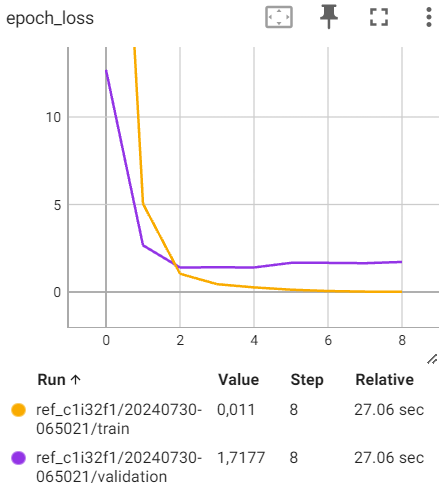 epoch_loss
10
5
0
0 2 4 6 8
Run ↑ Value Step Relative
ref_c1i32f1/20240730- 0,011 8 27.06 sec
065021/train
ref_c1i32f1/20240730- 1,7177 8 27.06 sec
065021/validation